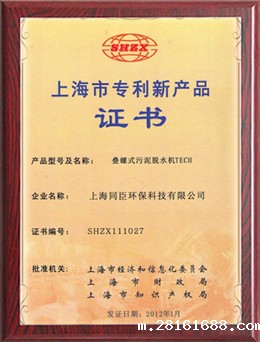 SHZX
上海市专利新产品
证书
产品型号及名称: 叠螺式污泥脱水机TECH
企业名称: 上海同臣环保科技有限公司
证书编号: SHZX111027
批准机关: 上海市经济和信息化委员会
上海市财政局
上海市知识产权局
发证日期:2012年1月
m.28161688.com